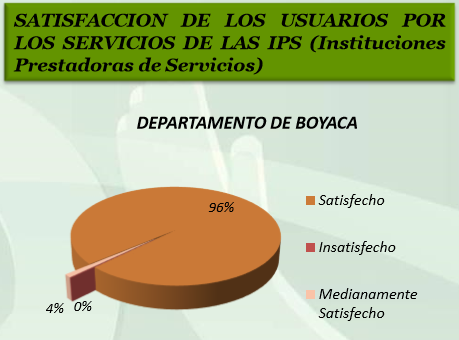 SATISFACCION DE LOS USUARIOS POR
LOS SERVICIOS DE LAS IPS (Instituciones
Prestadoras de Servicios)
DEPARTAMENTO DE BOYACA
96%
4%
0%
Satisfecho
Insatisfecho
Medianamente
Satisfecho